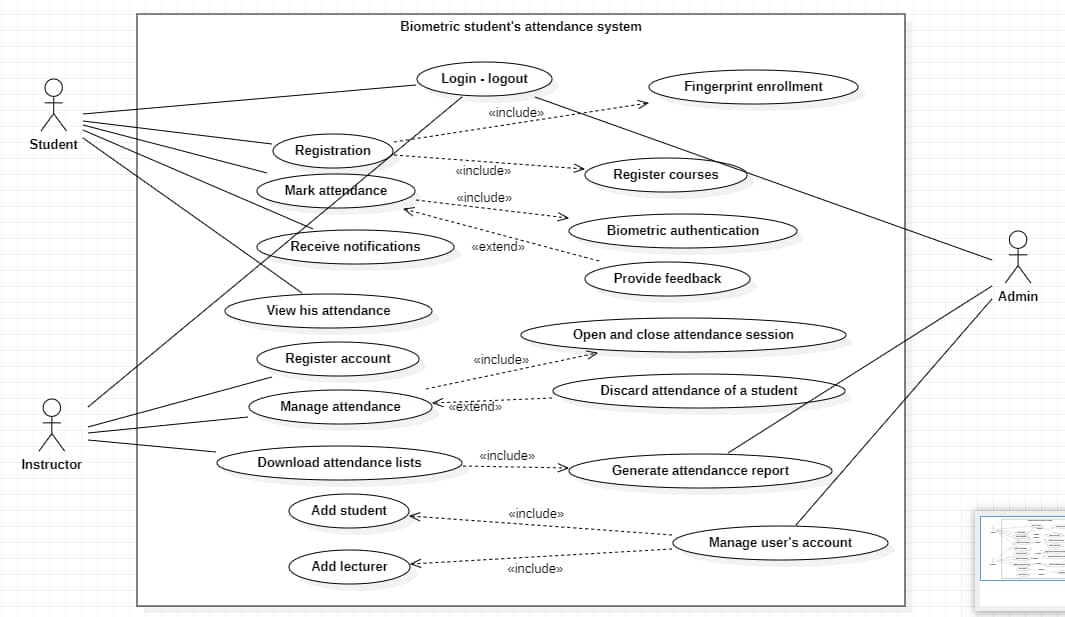 Biometric student's attendance system
Login - logout
Fingerprint enrollment
«include»
Student
Registration
«include»
Register courses
Mark attendance
«include»
Biometric authentication
Receive notifications
«extend»
Provide feedback
Admin
View his attendance
Open and close attendance session
Register account
«include»
Discard attendance of a student
Manage attendance
«extend»
Instructor
Download attendance lists
«include»
Generate attendancce report
Add student
«include»
Manage user's account
Add lecturer
«include»